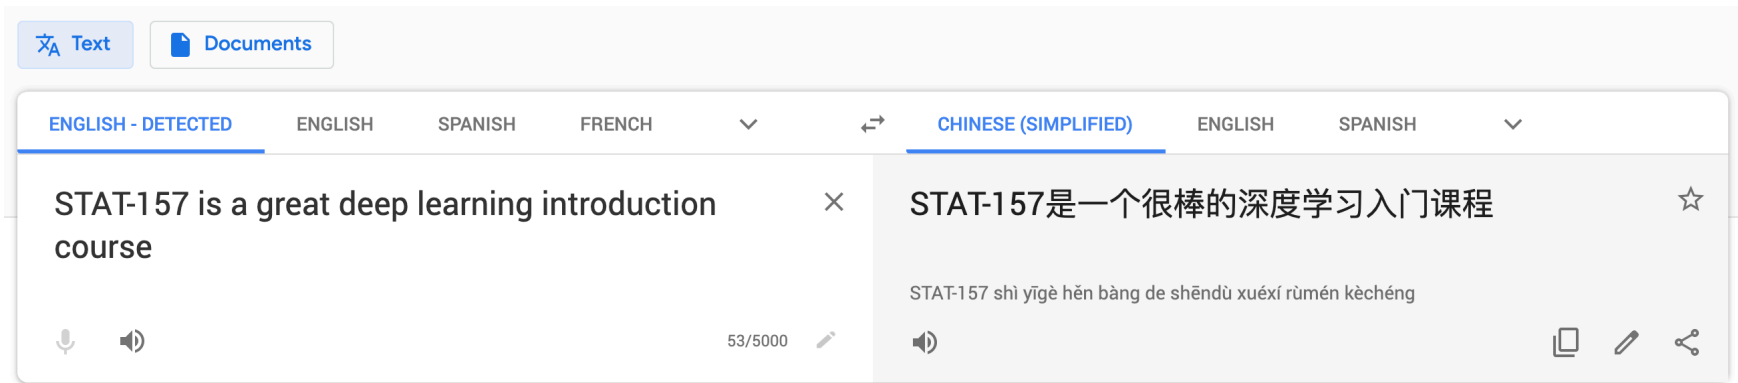 Text
Documents
ENGLISH - DETECTED
ENGLISH
SPANISH
FRENCH
CHINESE (SIMPLIFIED)
ENGLISH
SPANISH
STAT-157 is a great deep learning introduction
course
53/5000
STAT-157是一个很棒的深度学习入门课程
STAT-157 shì yīgè hěn bàng de shēndù xuéxí rùmén kèchéng